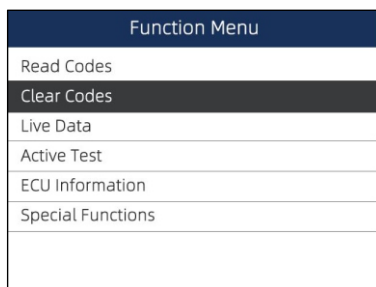 Function Menu
Read Codes
Clear Codes
Live Data
Active Test
ECU Information
Special Functions